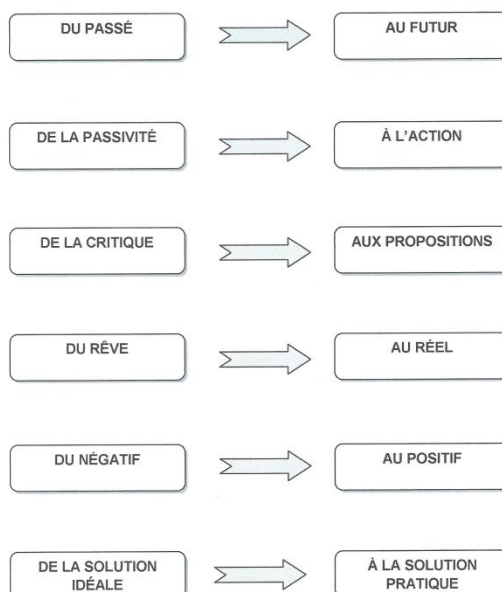 DU PASSÉ
AU FUTUR
DE LA PASSIVITÉ
À L'ACTION
DE LA CRITIQUE
AUX PROPOSITIONS
DU RÊVE
AU RÉEL
DU NÉGATIF
AU POSITIF
DE LA SOLUTION
IDÉALE
À LA SOLUTION
PRATIQUE